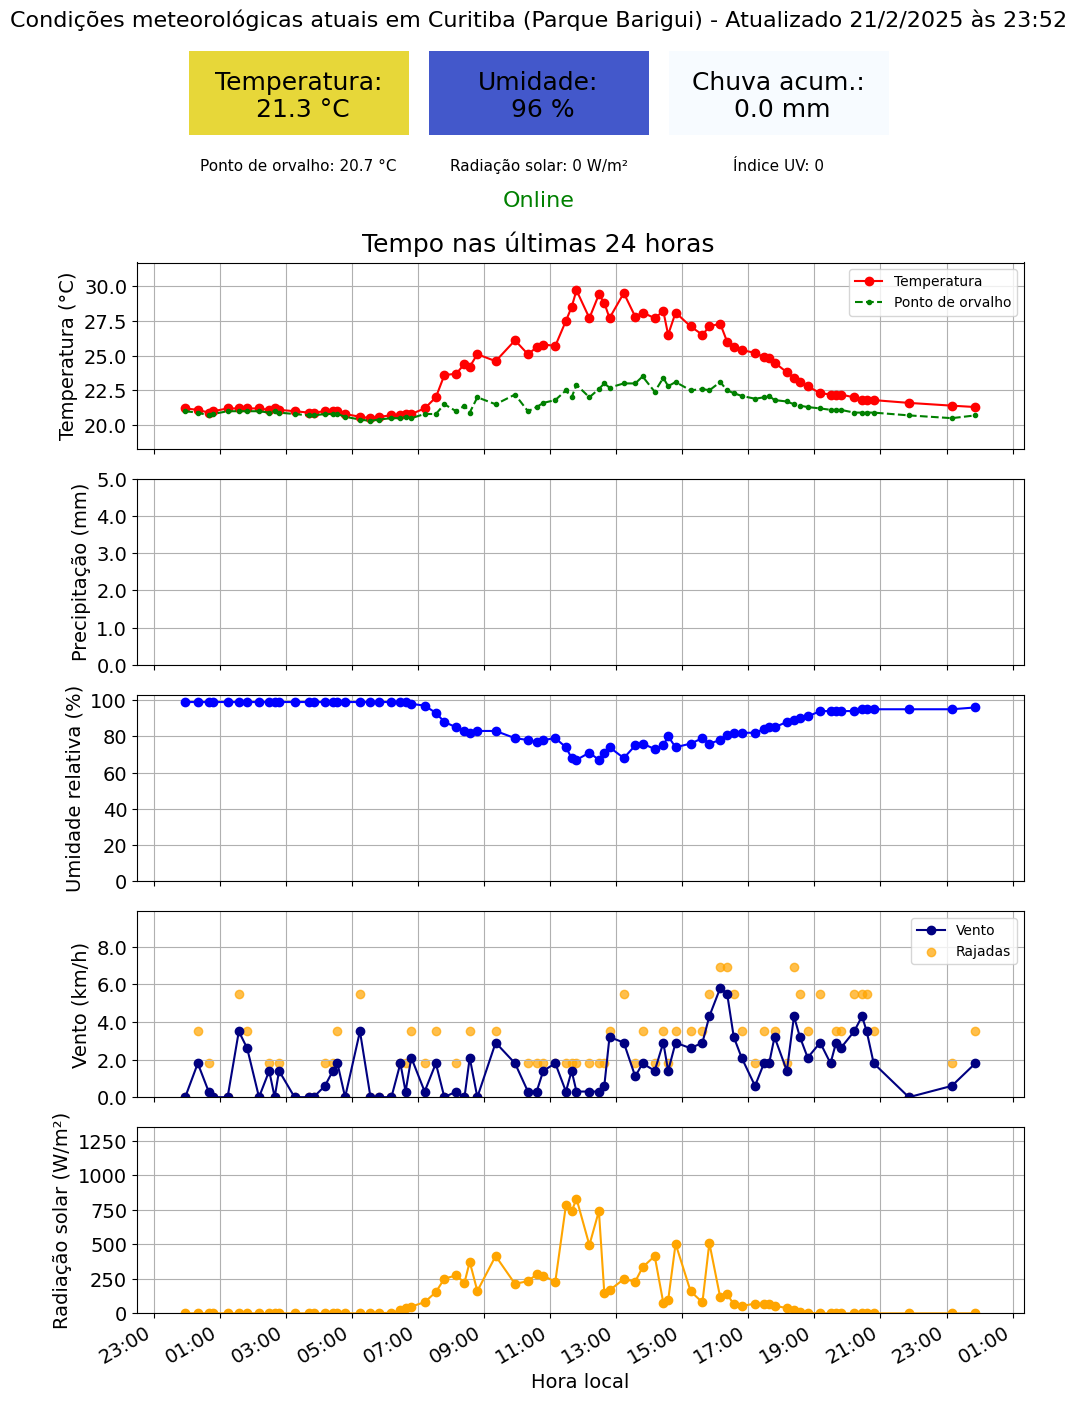 Condições meteorológicas atuais em Curitiba (Parque Barigui) - Atualizado 21/2/2025 às 23:52
Temperatura:
21.3 °C
Umidade:
96 %
Chuva acum.:
0.0 mm
Ponto de orvalho: 20.7 °C
Radiação solar: 0 W/m²
Índice UV: 0
Online
Tempo nas últimas 24 horas
Temperatura (°C)
30.0
27.5
25.0
22.5
20.0
Temperatura
Ponto de orvalho
Precipitação (mm)
5.0
4.0
3.0
2.0
1.0
0.0
Umidade relativa (%)
100
80
60
40
20
0
Vento (km/h)
8.0
6.0
4.0
2.0
0.0
Vento
Rajadas
Radiação solar (W/m²)
1250
1000
750
500
250
0
23:00
01:00
03:00
05:00
07:00
09:00
11:00
13:00
15:00
17:00
19:00
21:00
23:00
01:00
Hora local